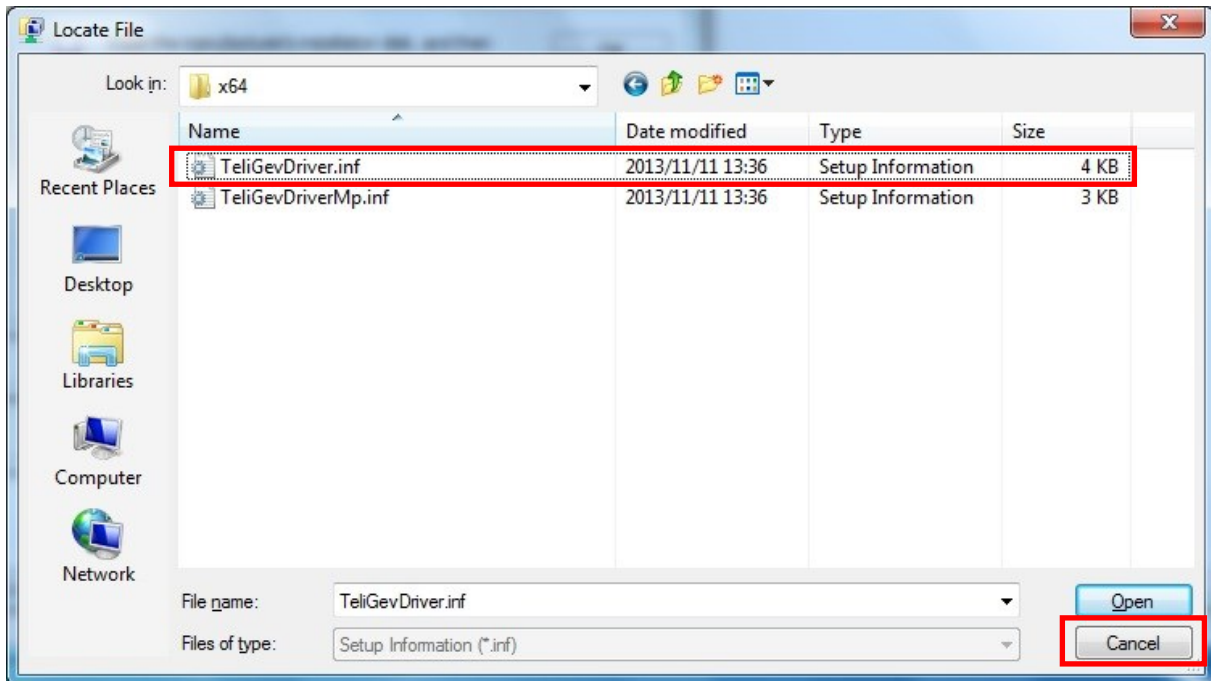 Locate File
Look in: x64
Name Date modified Type Size
TeliGevDriver.inf 2013/11/11 13:36 Setup Information 4 KB
TeliGevDriverMp.inf 2013/11/11 13:36 Setup Information 3 KB
Recent Places
Desktop
Libraries
Computer
Network
File name: TeliGevDriver.inf Open
Files of type: Setup Information (*.inf) Cancel